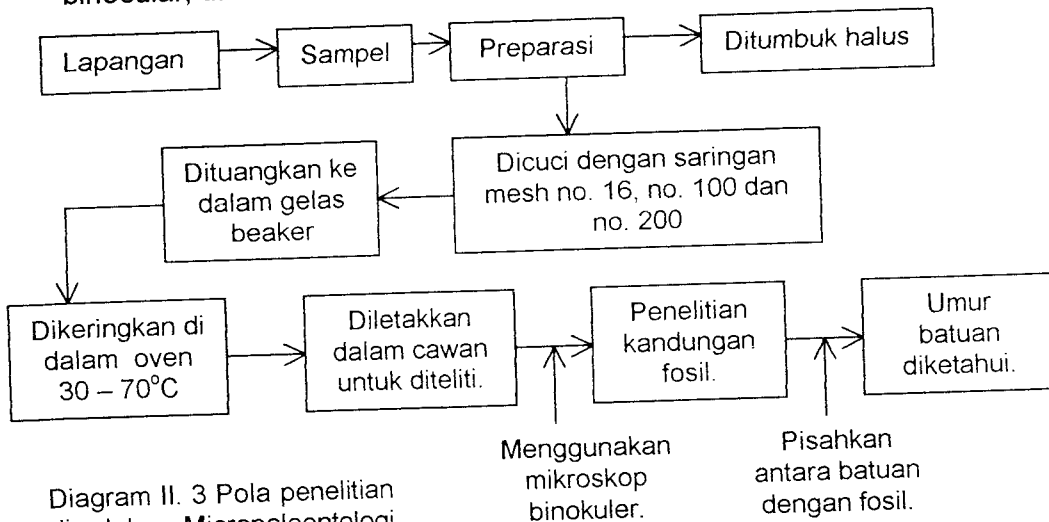 Lapangan
Sampel
Preparasi
Ditumbuk halus
Dicuci dengan saringan
mesh no. 16, no. 100 dan
no. 200
Dituangkan ke
dalam gelas
beaker
Dikeringkan di
dalam oven
30 – 70°C
Diletakkan
dalam cawan
untuk diteliti.
Penelitian
kandungan
fosil.
Umur
batuan
diketahui.
Menggunakan
mikroskop
binokuler.
Pisahkan
antara batuan
dengan fosil.
Diagram II. 3 Pola penelitian
Micropaleontologi